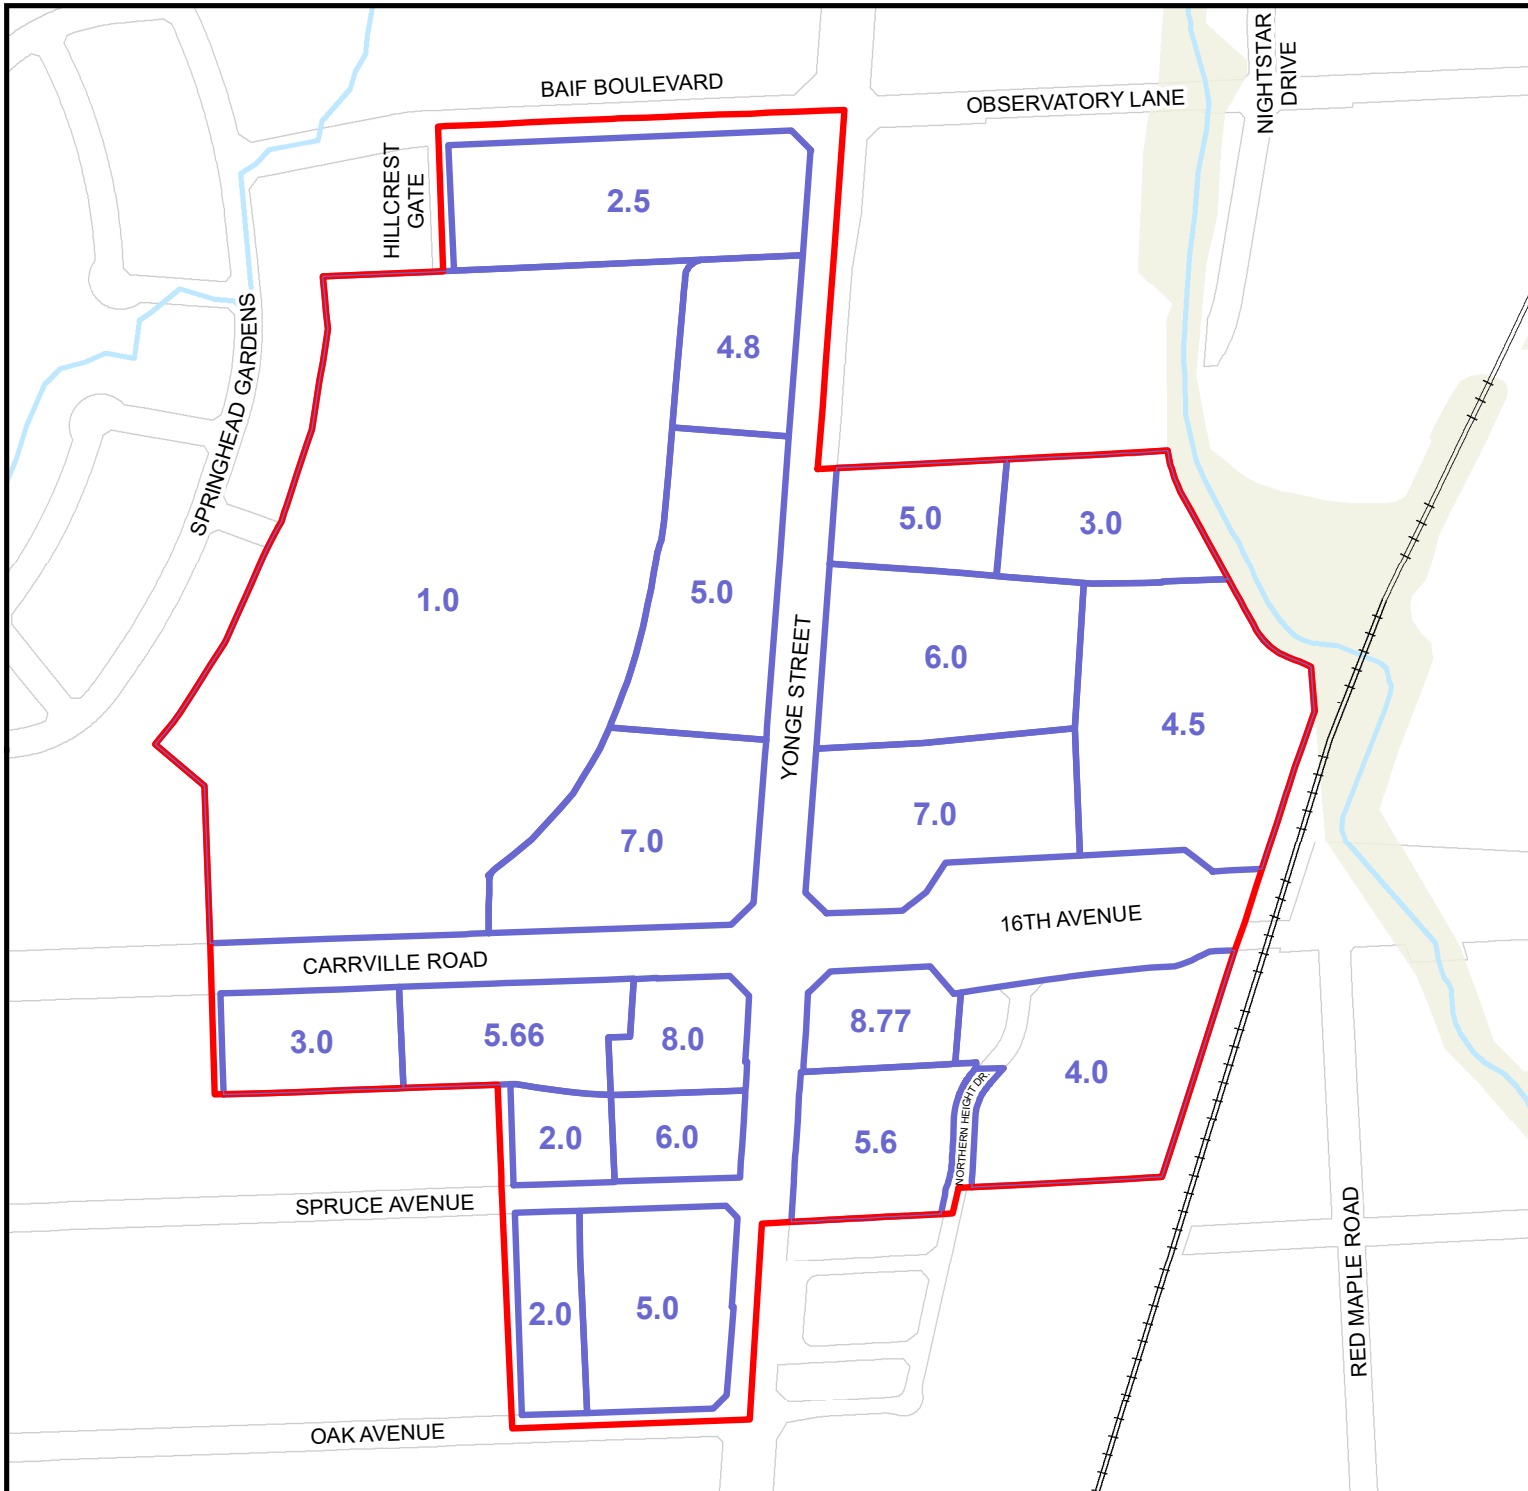 NIGHTSTAR
DRIVE
BAIF BOULEVARD
OBSERVATORY LANE
HILLCREST
GATE
2.5
4.8
SPRINGHEAD GARDENS
5.0
3.0
1.0
5.0
6.0
YONGE STREET
4.5
7.0
7.0
16TH AVENUE
CARRVILLE ROAD
3.0
5.66
8.0
8.77
4.0
NORTHERN HEIGHT DR.
2.0
6.0
5.6
SPRUCE AVENUE
RED MAPLE ROAD
2.0
5.0
OAK AVENUE